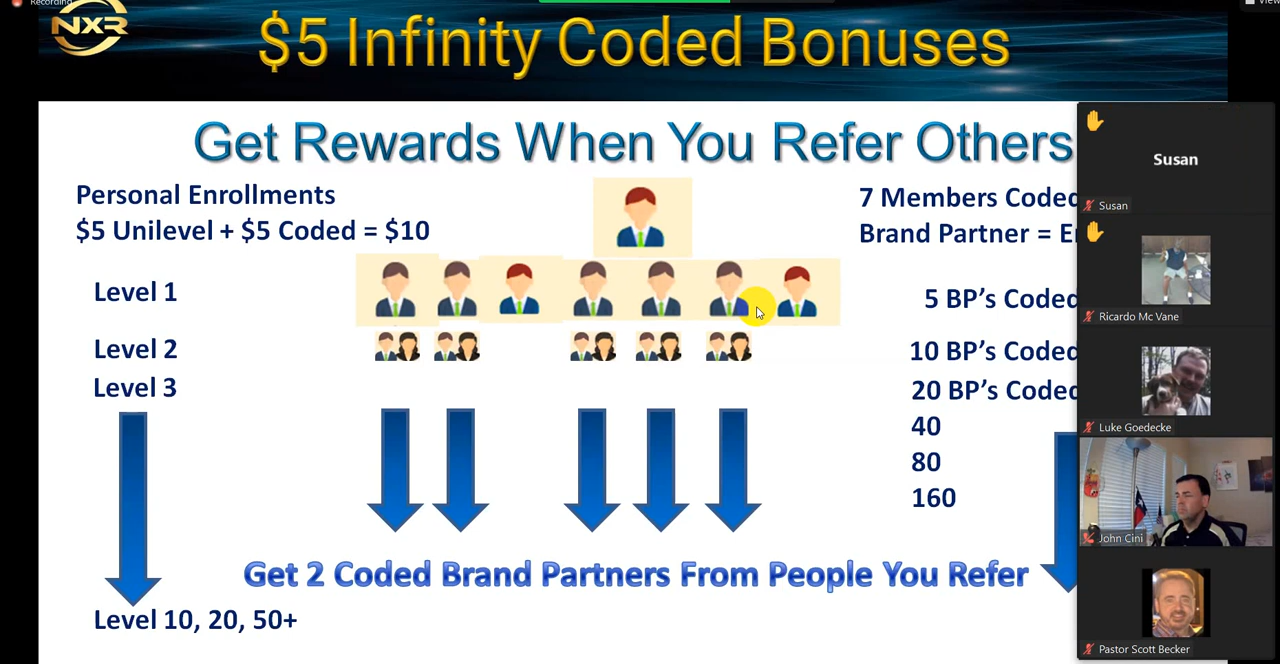 Recording
View
NXR
$5 Infinity Coded Bonuses
Get Rewards When You Refer Others
Personal Enrollments
$5 Unilevel + $5 Coded = $10
7 Members Coded
Brand Partner =
Level 1
5 BP's Coded
Level 2
10 BP's Coded
Level 3
20 BP's Coded
40
80
160
Get 2 Coded Brand Partners From People You Refer
Level 10, 20, 50+
Susan
Susan
Ricardo Mc Vane
Luke Goedecke
John Cini
Pastor Scott Becker